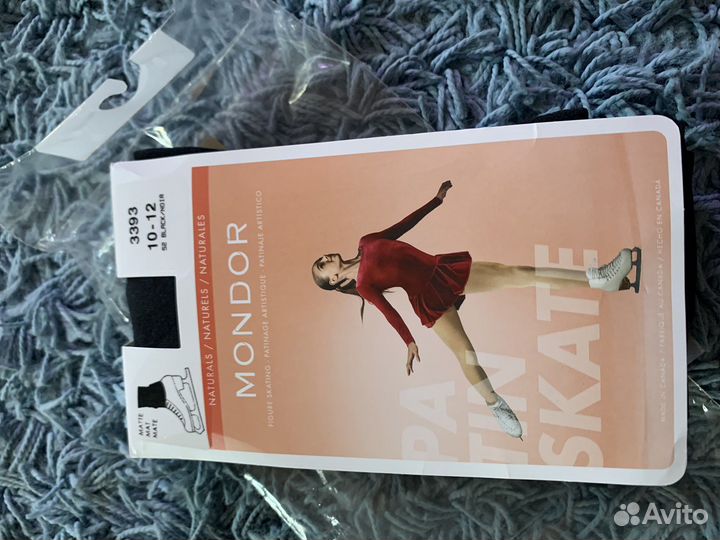 3393
10-12
52 BLACK/NOIR
NATURALS / NATURELS / NATURALES
MONDOR
FIGURE SKATING · PATINAGE ARTISTIQUE · PATINAJE ARTISTICO
MATTE
MAT
MATE
PA
TIN
SKATE
MADE IN CANADA / FABRIQUÉ AU CANADA / HECHO EN CANADÁ
Avito